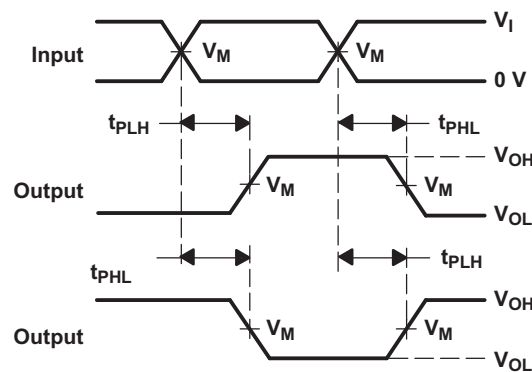 V_I
Input V_M V_M
0 V
t_PLH t_PHL
V_OH
Output V_M V_M
V_OL
t_PHL t_PLH
V_OH
Output V_M V_M
V_OL